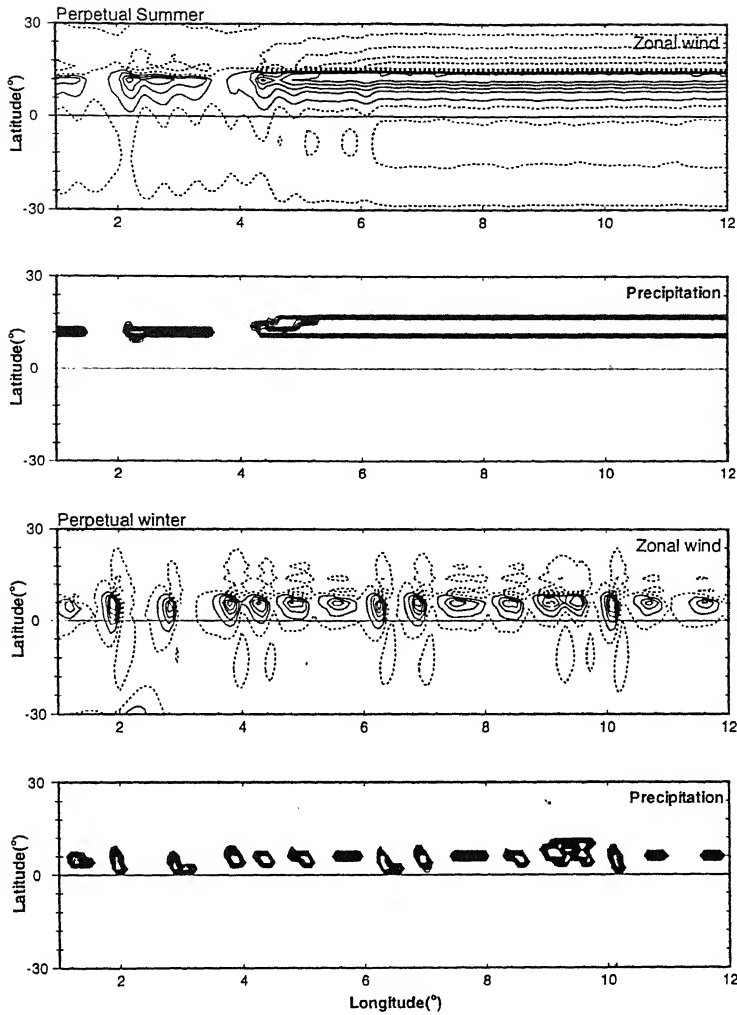 Perpetual Summer
30
Zonal wind
Latitude(°)
0
-30
2 4 6 8 10 12
30
Precipitation
Latitude(°)
0
-30
2 4 6 8 10 12
Perpetual winter
30
Zonal wind
Latitude(°)
0
-30
2 4 6 8 10 12
30
Precipitation
Latitude(°)
0
-30
2 4 6 8 10 12
Longitude(°)